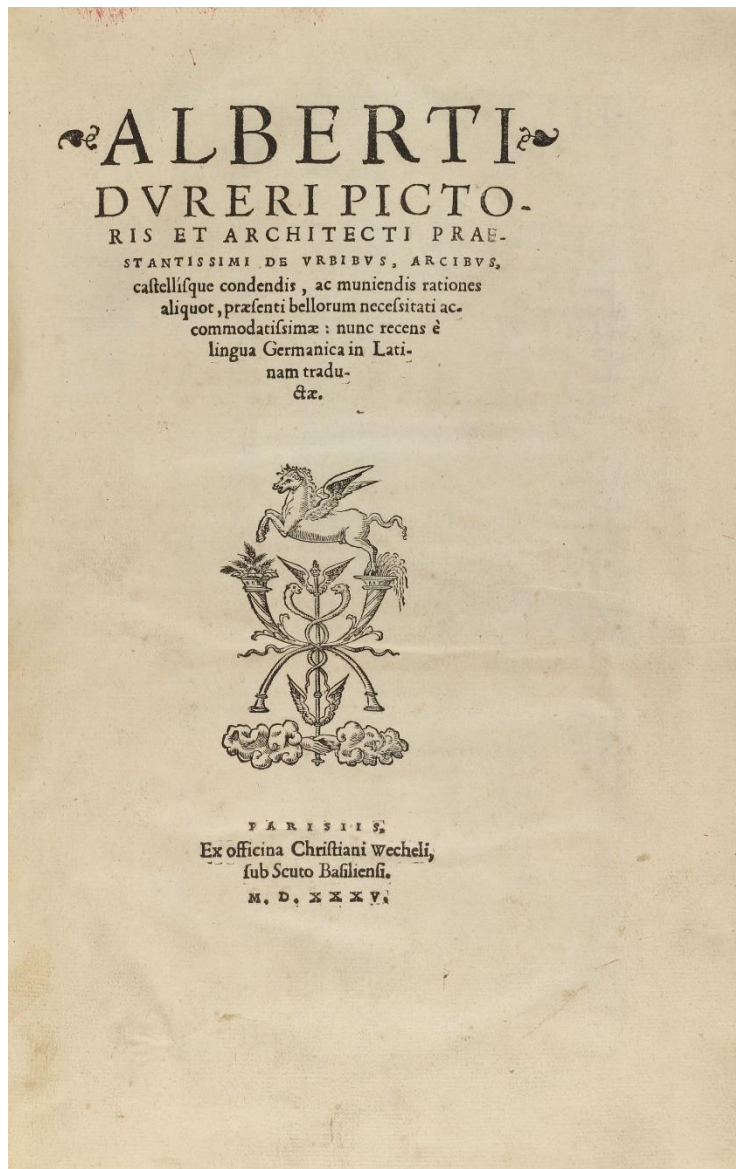 ALBERTI
DVRERI PICTO-
RIS ET ARCHITECTI PRAE-
STANTISSIMI DE VRBIBVS, ARCIBVS,
castellíſque condendis, ac muniendis rationes
aliquot, præſenti bellorum neceſsitati ac-
commodatiſsimæ: nunc recens è
lingua Germanica in Lati-
nam tradu-
ctæ.
PARISIIS,
Ex officina Chriſtiani Wecheli,
ſub Scuto Baſilienſi.
M. D. XXXV.